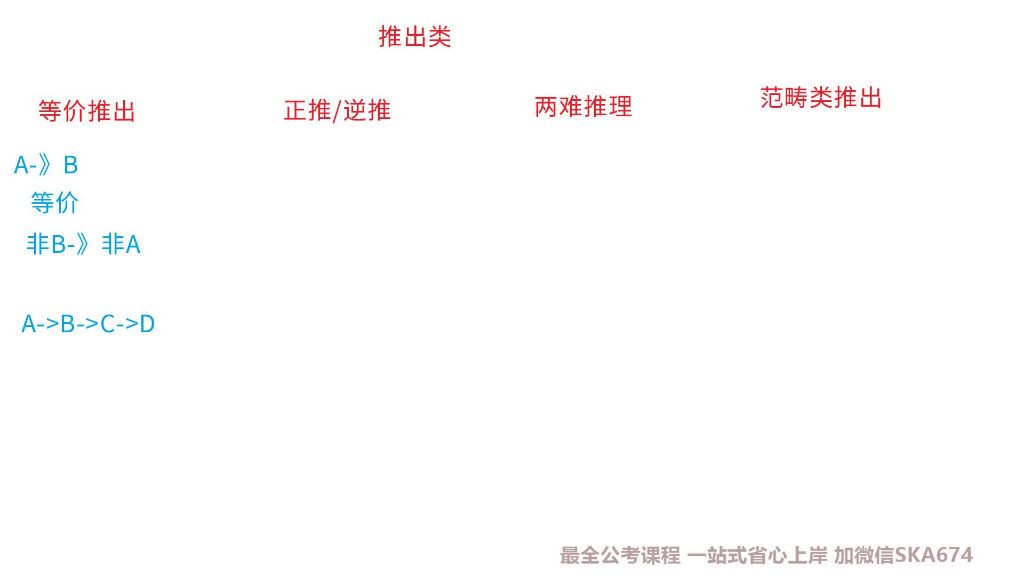 推出类
等价推出
正推/逆推
两难推理
范畴类推出
A-》B
等价
非B-》非A
A->B->C->D
最全公考课程 一站式省心上岸 加微信SKA674